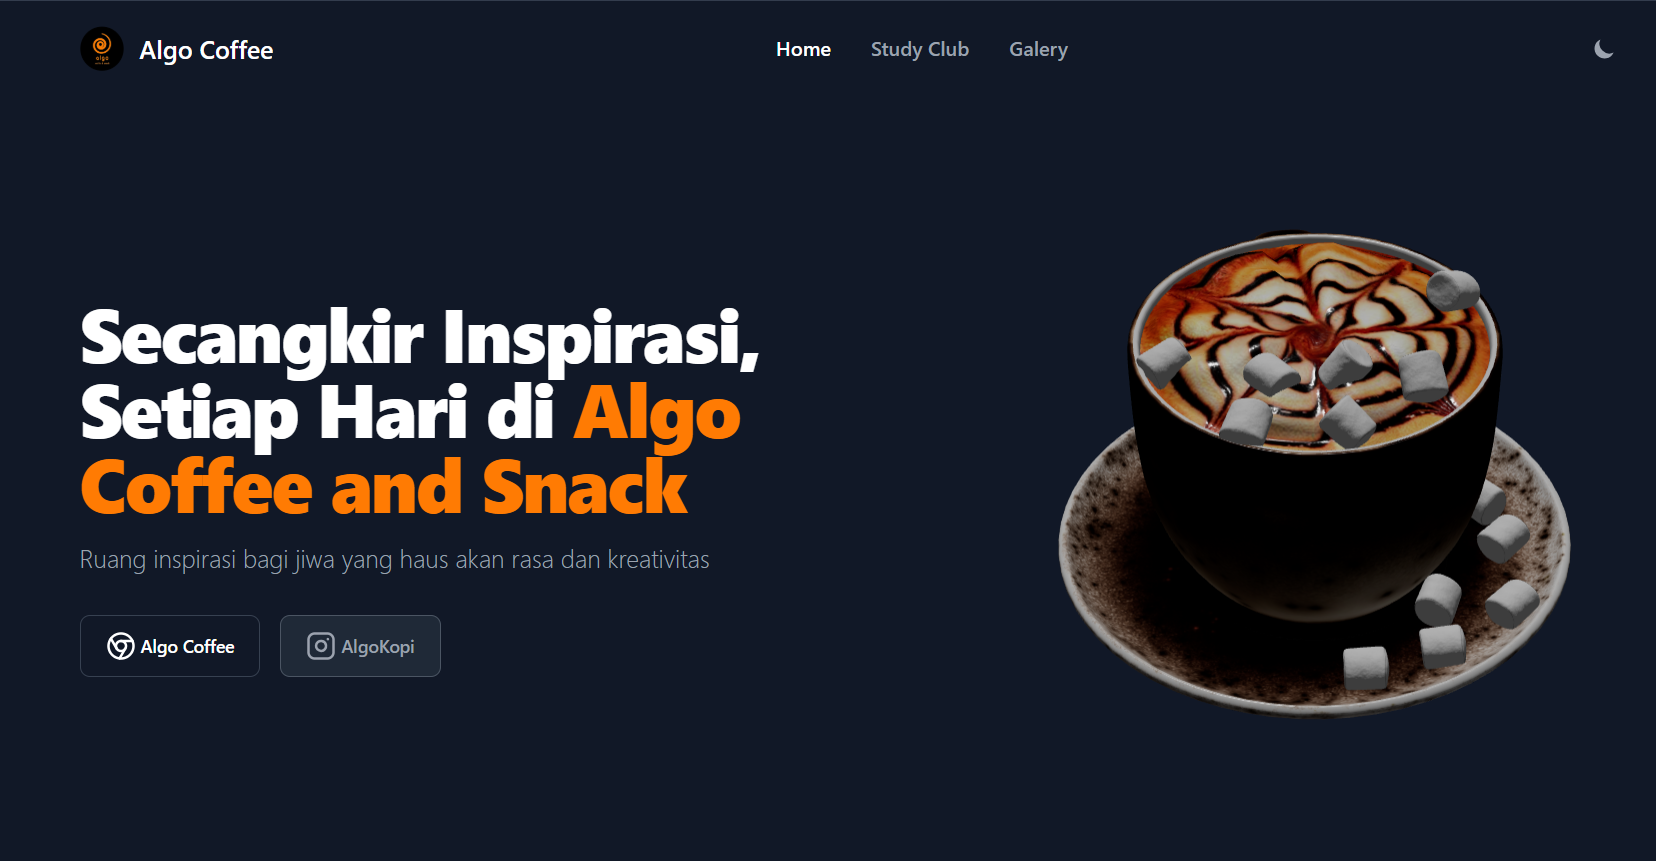 algo
Algo Coffee
Home
Study Club
Galery
Secangkir Inspirasi,
Setiap Hari di Algo
Coffee and Snack
Ruang inspirasi bagi jiwa yang haus akan rasa dan kreativitas
Algo Coffee
AlgoKopi